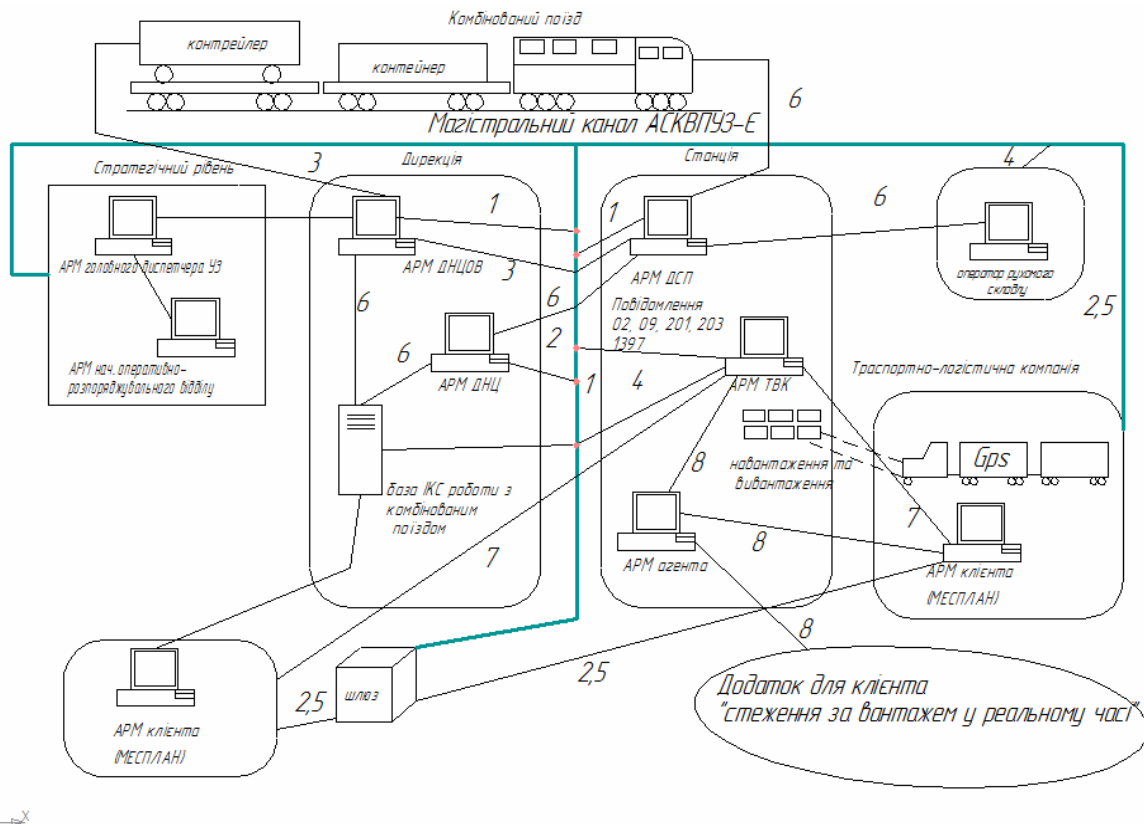 Комбінований поїзд
контрейлер
контейнер
6
Магістральний канал АСКВПУЗ-Є
3
Дирекція
Станція
4
Стратегічний рівень
1
1
6
АРМ головного диспетчера УЗ
АРМ ДНЦОВ
3
АРМ ДСП
оператор рухомого
складу
6
6
Повідомлення
02, 09, 201, 203
1397
2,5
2
6
АРМ нач. оперативно-
розпоряджувального відділу
АРМ ДНЦ
1
4
АРМ ТВК
Траспортно-логістична компанія
8
навантаження та
вивантаження
Gps
база ІКС роботи з
комбінованим
поїздом
7
7
8
АРМ агента
АРМ клієнта
(МЕСПЛАН)
8
2,5
2,5
шлюз
АРМ клієнта
(МЕСПЛАН)
Додаток для клієнта
"стеження за вантажем у реальному часі"
X